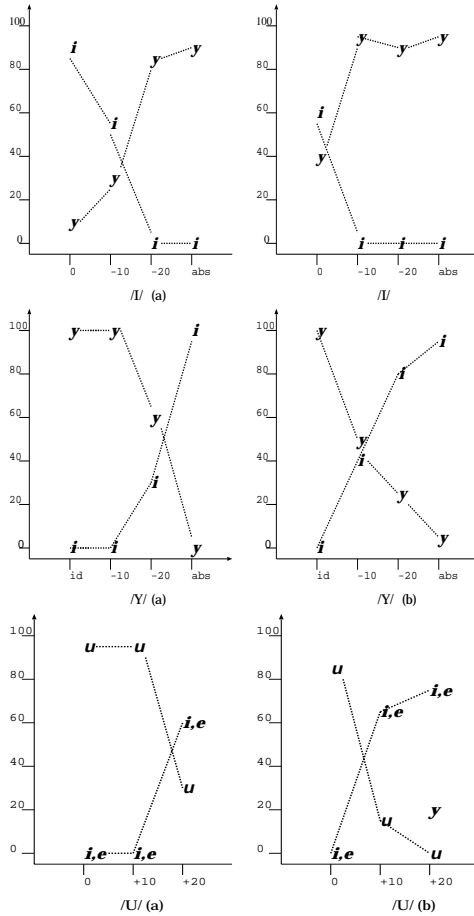 100
80
60
40
20
0
i
i
y
y
y
y
i
i
0 -10 -20 abs
/I/ (a)
100
80
60
40
20
0
i
y
y
y
y
i
i
i
0 -10 -20 abs
/I/
100
80
60
40
20
0
y
y
y
i
i
i
i
y
id -10 -20 abs
/Y/ (a)
100
80
60
40
20
0
y
y
i
i
i
y
y
i
id -10 -20 abs
/Y/ (b)
100
80
60
40
20
0
u
u
i,e
u
i,e
i,e
0 +10 +20
/U/ (a)
100
80
60
40
20
0
u
i,e
i,e
u
y
u
i,e
0 +10 +20
/U/ (b)